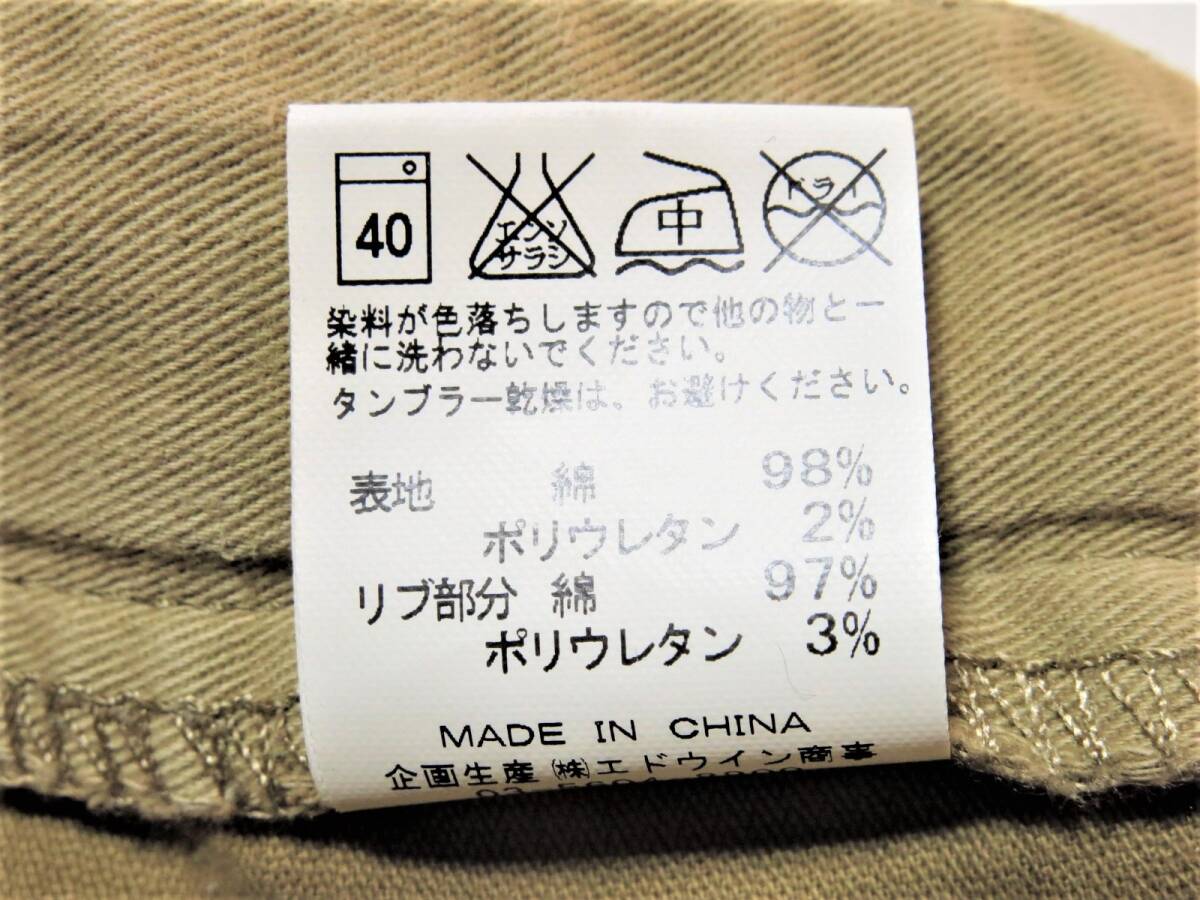 40
エンソ
サラシ
中
ドライ
染料が色落ちしますので他の物と一
緒に洗わないでください。
タンブラー乾燥は、お避けください。
表地 綿 98%
ポリウレタン 2%
リブ部分 綿 97%
ポリウレタン 3%
MADE IN CHINA
企画生産 ㈱エドウイン商事